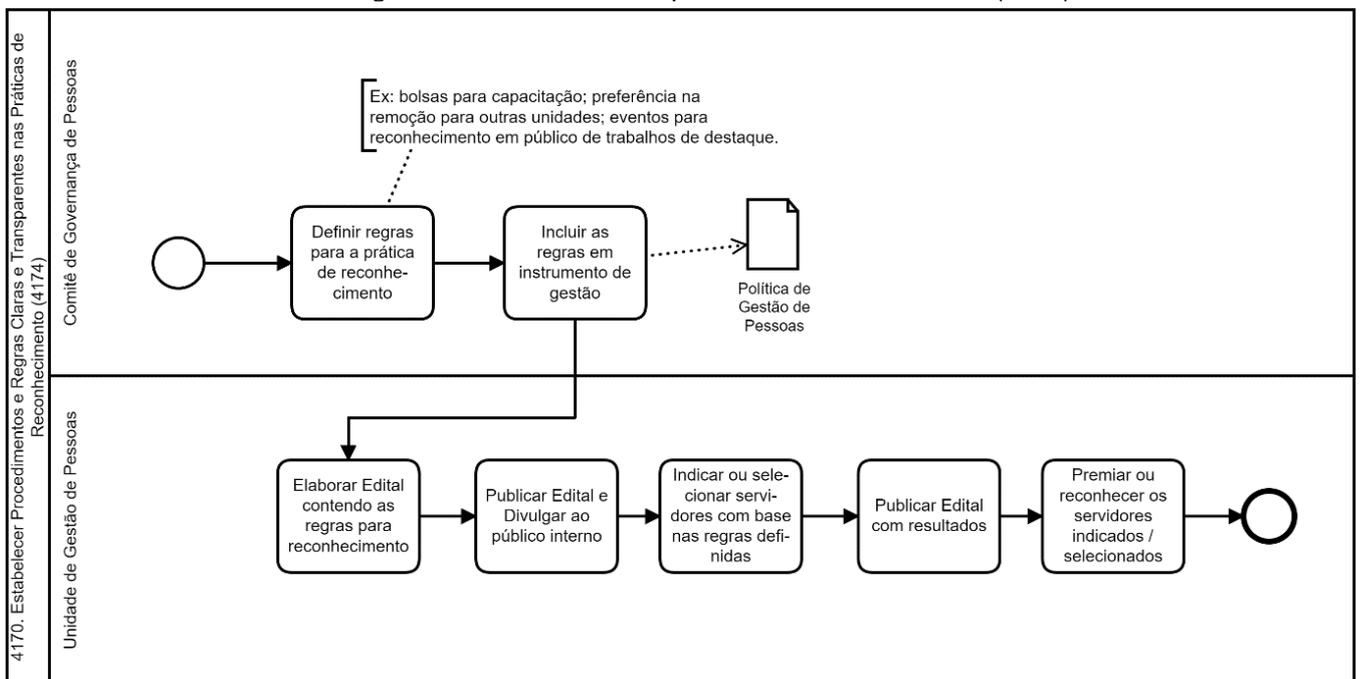 4170. Estabelecer Procedimentos e Regras Claras e Transparentes nas Práticas de
Reconhecimento (4174)
Comitê de Governança de Pessoas
Ex: bolsas para capacitação; preferência na
remoção para outras unidades; eventos para
reconhecimento em público de trabalhos de destaque.
Definir regras
para a prática
de reconhe-
cimento
Incluir as
regras em
instrumento de
gestão
Política de
Gestão de
Pessoas
Unidade de Gestão de Pessoas
Elaborar Edital
contendo as
regras para
reconhecimento
Publicar Edital e
Divulgar ao
público interno
Indicar ou sele-
cionar servi-
dores com base
nas regras defi-
nidas
Publicar Edital
com resultados
Premiar ou
reconhecer os
servidores
indicados /
selecionados